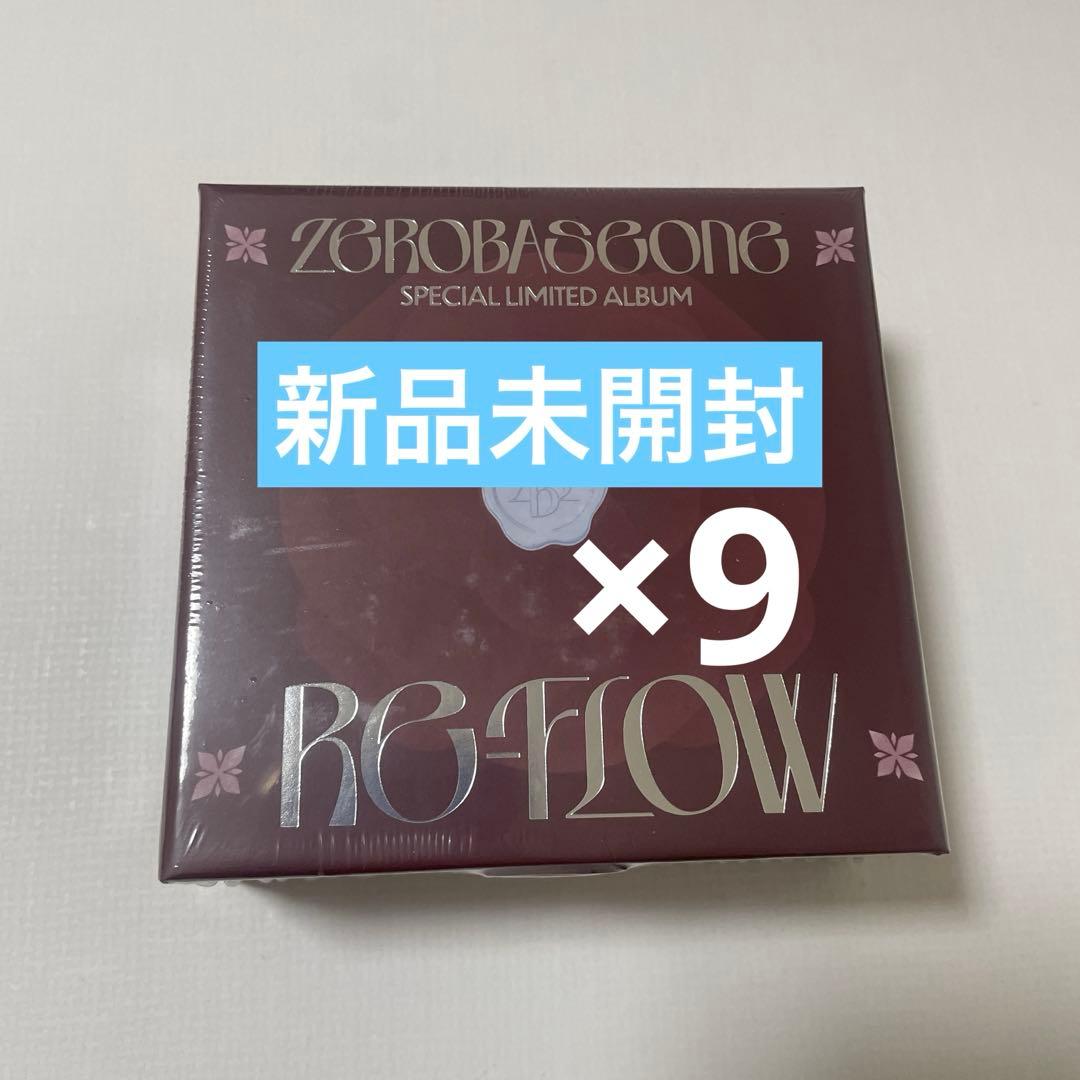 ZEROBASEONE
SPECIAL LIMITED ALBUM
新品未開封
×9
RE-FLOW